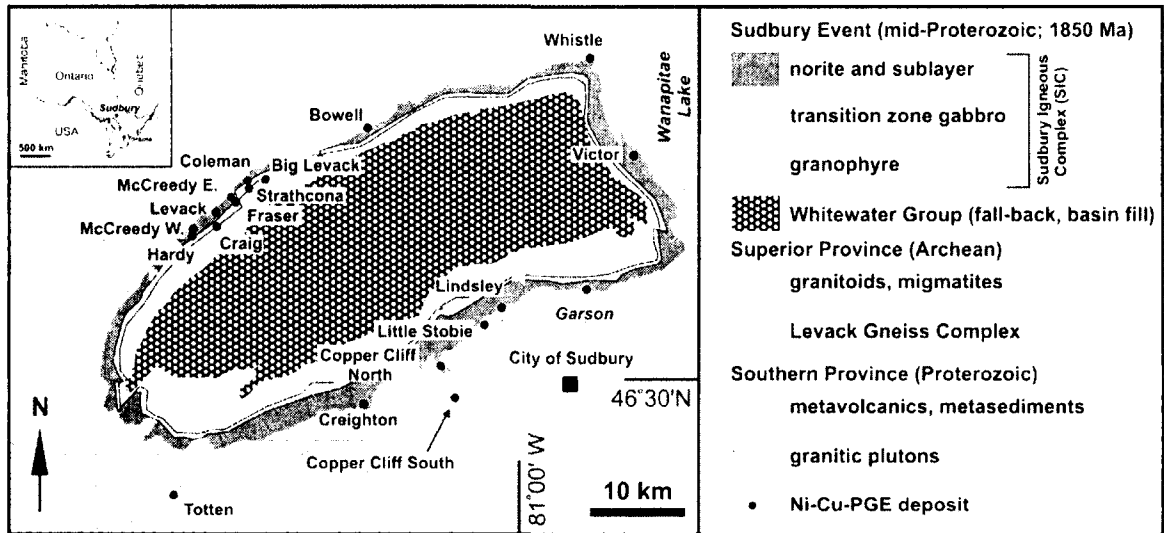 Manitoba
Ontario
Quebec
Sudbury
USA
500 km
Whistle
Wanapitae
Lake
Bowell
Victor
Coleman
Big Levack
McCreedy E.
Strathcona
Levack
Fraser
McCreedy W.
Craig
Hardy
Lindsley
Garson
Little Stobie
Copper Cliff
North
City of Sudbury
46°30'N
Creighton
N
Copper Cliff South
81°00' W
10 km
Totten
Sudbury Event (mid-Proterozoic; 1850 Ma)
norite and sublayer
transition zone gabbro
granophyre
Sudbury Igneous
Complex (SIC)
Whitewater Group (fall-back, basin fill)
Superior Province (Archean)
granitoids, migmatites
Levack Gneiss Complex
Southern Province (Proterozoic)
metavolcanics, metasediments
granitic plutons
Ni-Cu-PGE deposit